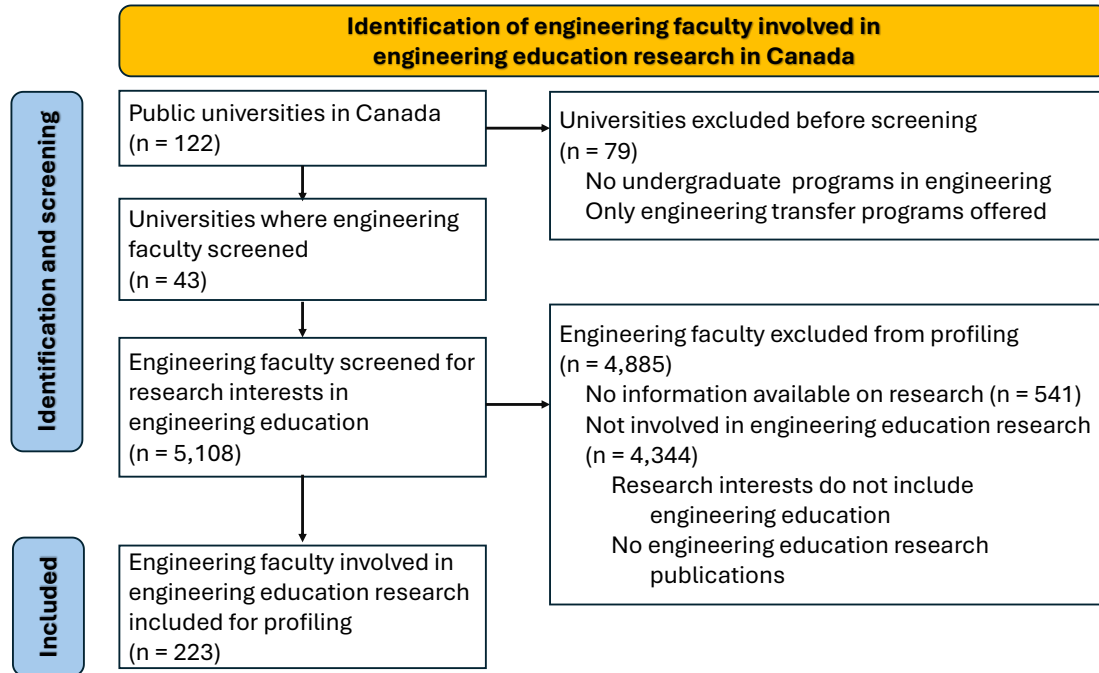 Identification of engineering faculty involved in
engineering education research in Canada
Identification and screening
Public universities in Canada
(n = 122)
Universities excluded before screening
(n = 79)
No undergraduate programs in engineering
Only engineering transfer programs offered
Universities where engineering
faculty screened
(n = 43)
Engineering faculty screened for
research interests in
engineering education
(n = 5,108)
Engineering faculty excluded from profiling
(n = 4,885)
No information available on research (n = 541)
Not involved in engineering education research
(n = 4,344)
Research interests do not include
engineering education
No engineering education research
publications
Included
Engineering faculty involved in
engineering education research
included for profiling
(n = 223)